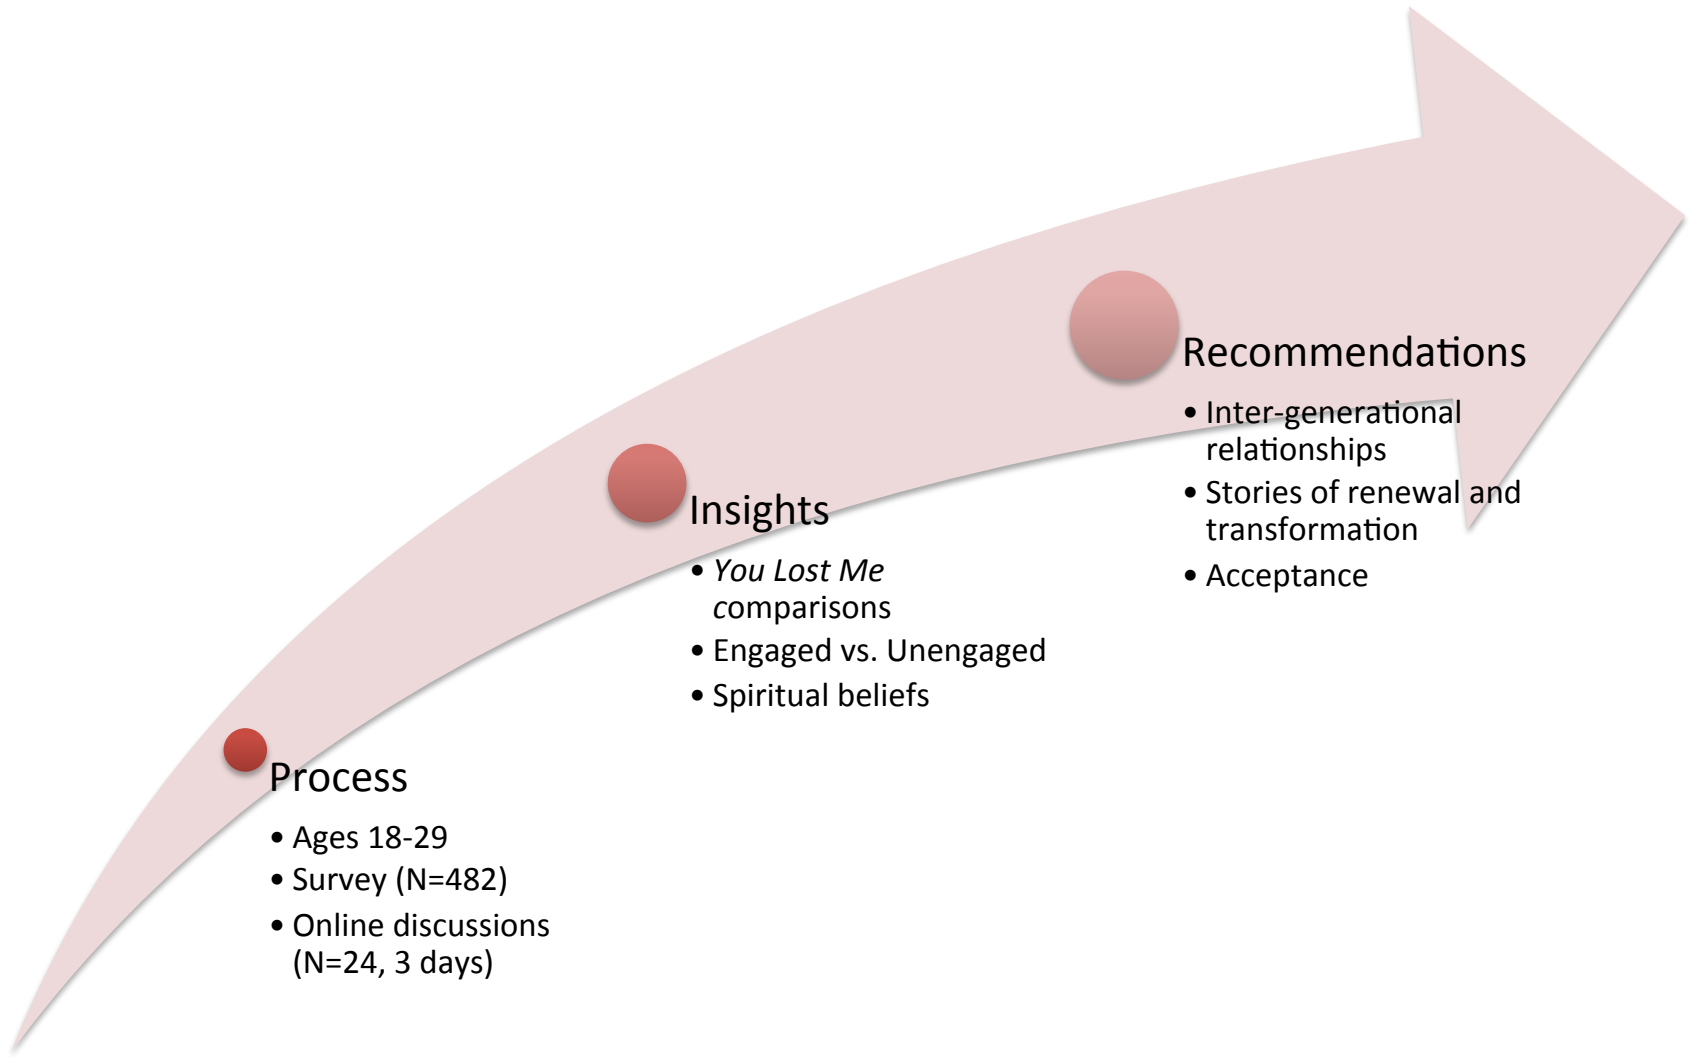 Process
• Ages 18-29
• Survey (N=482)
• Online discussions
(N=24, 3 days)
Insights
• You Lost Me
comparisons
• Engaged vs. Unengaged
• Spiritual beliefs
Recommendations
• Inter-generational
relationships
• Stories of renewal and
transformation
• Acceptance